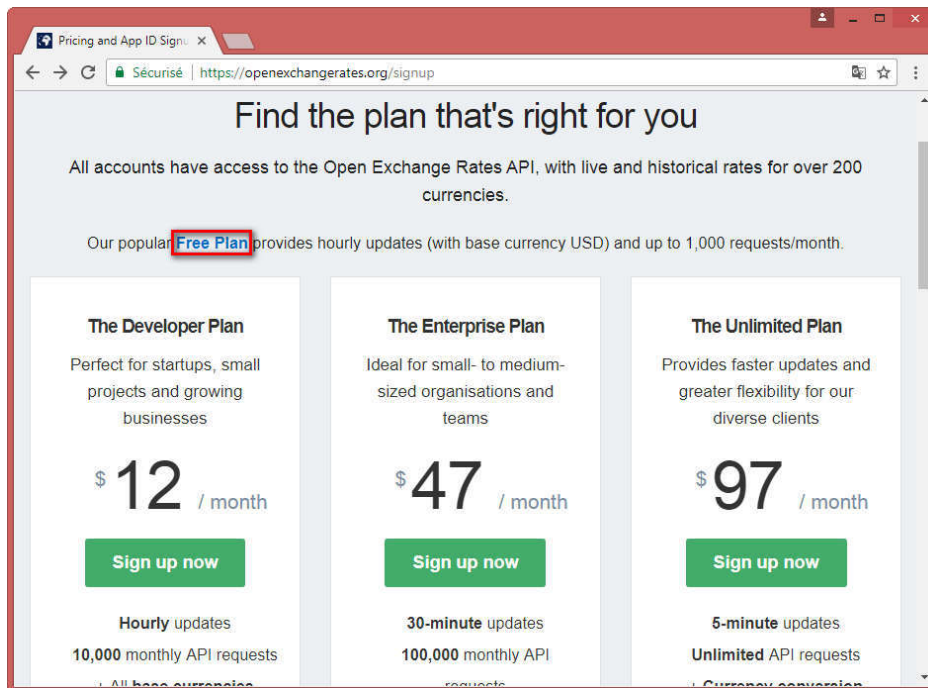 Pricing and App ID Signu
Sécurisé https://openexchangerates.org/signup
Find the plan that's right for you
All accounts have access to the Open Exchange Rates API, with live and historical rates for over 200
currencies.
Our popular Free Plan provides hourly updates (with base currency USD) and up to 1,000 requests/month.
The Developer Plan
Perfect for startups, small
projects and growing
businesses
$ 12 / month
Sign up now
Hourly updates
10,000 monthly API requests
+ All base currencies
The Enterprise Plan
Ideal for small- to medium-
sized organisations and
teams
$ 47 / month
Sign up now
30-minute updates
100,000 monthly API
requests
The Unlimited Plan
Provides faster updates and
greater flexibility for our
diverse clients
$ 97 / month
Sign up now
5-minute updates
Unlimited API requests
+ Currency conversion